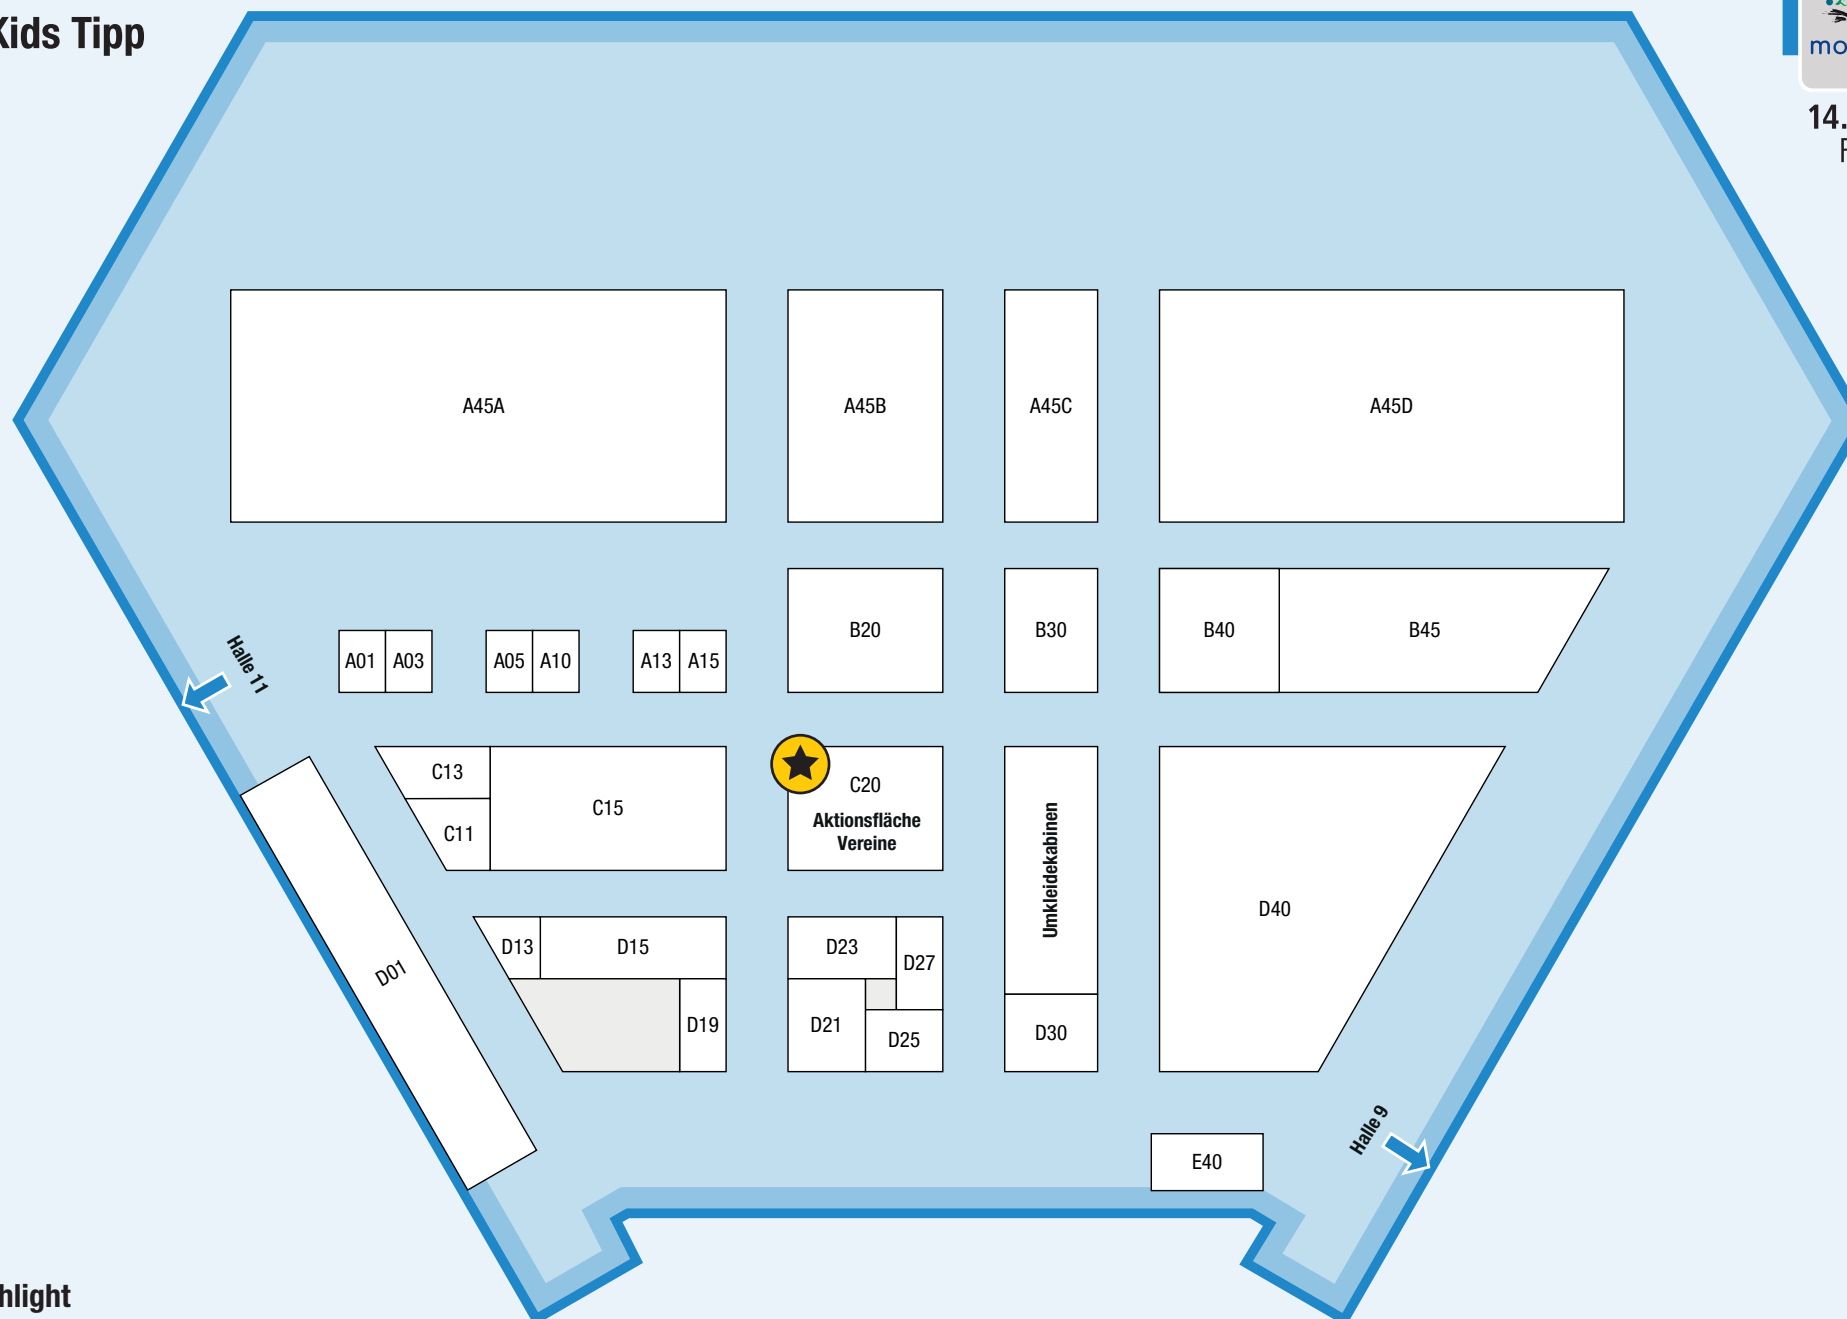 Kids Tipp
mo
14.
A45A
A45B
A45C
A45D
B20
B30
B40
B45
Halle 11
A01
A03
A05
A10
A13
A15
C13
C15
C11
C20
Aktionsfläche
Vereine
Umkleidekabinen
D40
D01
D13
D15
D19
D23
D27
D21
D25
D30
Halle 9
E40
hlight